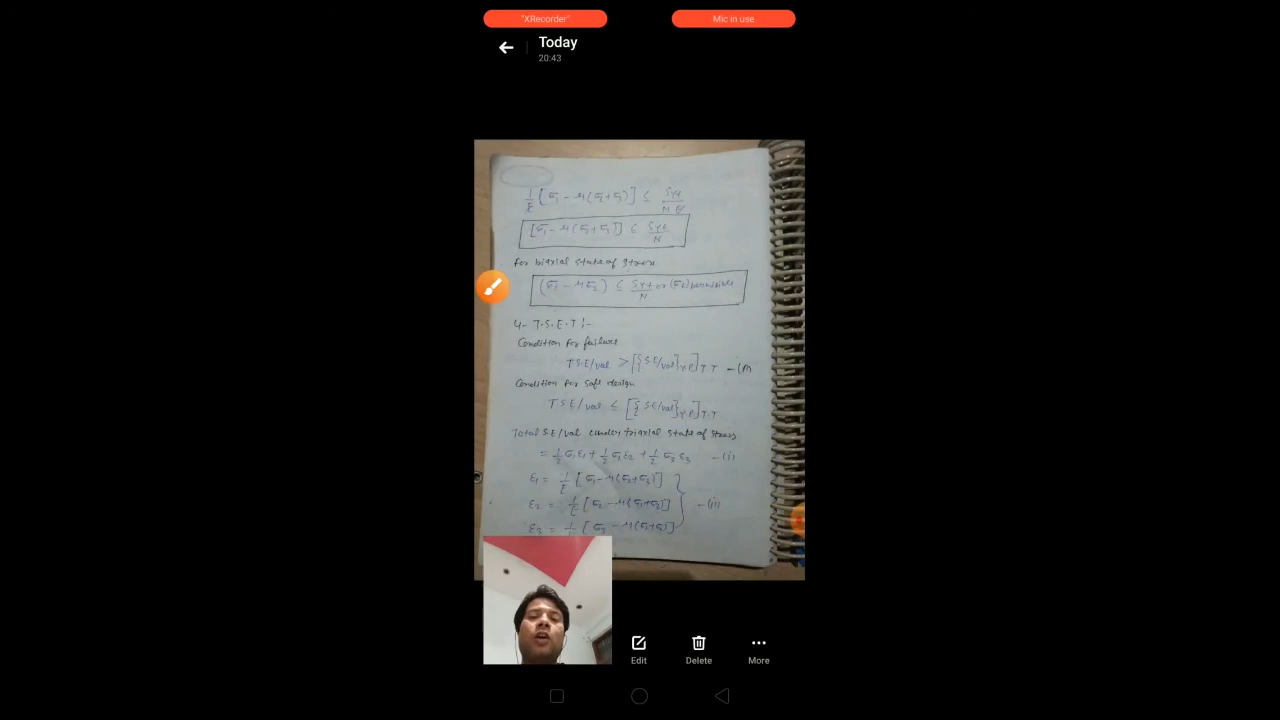 "XRecorder"
Mic in use
Today
20:43
1/E [σ1 - μ(σ2+σ3)] ≤ Syt/N E
[σ1 - μ(σ2+σ3)] ≤ Syt/N
for biaxial state of stress
(σ1 - μσ2) ≤ Syt/N or (σt) permissible
4- T.S.E.T :-
Condition for failure
T.S.E/vol > [{S.E/vol}Y.P]T.T -(i)
Condition for safe design
T S.E/vol ≤ [{S.E/vol}Y.P]T.T
Total S.E/vol under triaxial state of stress
= 1/2 σ1ε1 + 1/2 σ2ε2 + 1/2 σ3 ε3 -(i)
ε1 = 1/E [σ1 - μ(σ2+σ3)]
ε2 = 1/E [σ2 - μ(σ1+σ3)] -(ii)
ε3 = 1/E [σ3 - μ(σ1+σ2)]
Edit
Delete
More